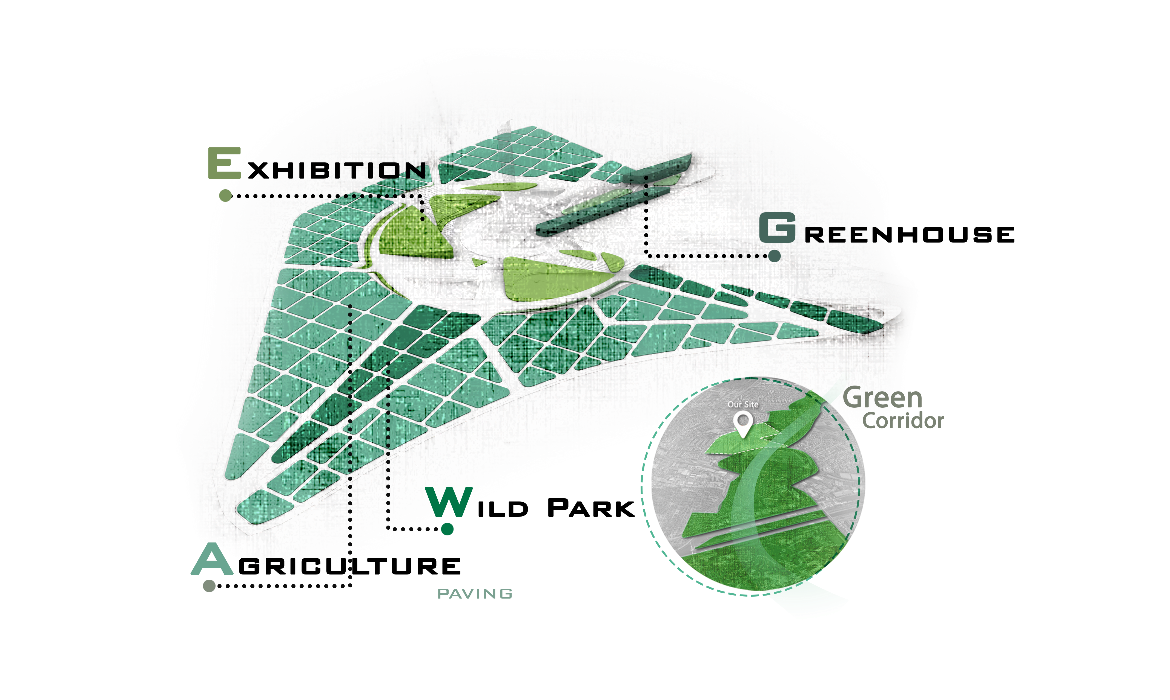 EXHIBITION
GREENHOUSE
Our Site
Green
Corridor
WILD PARK
AGRICULTURE
PAVING